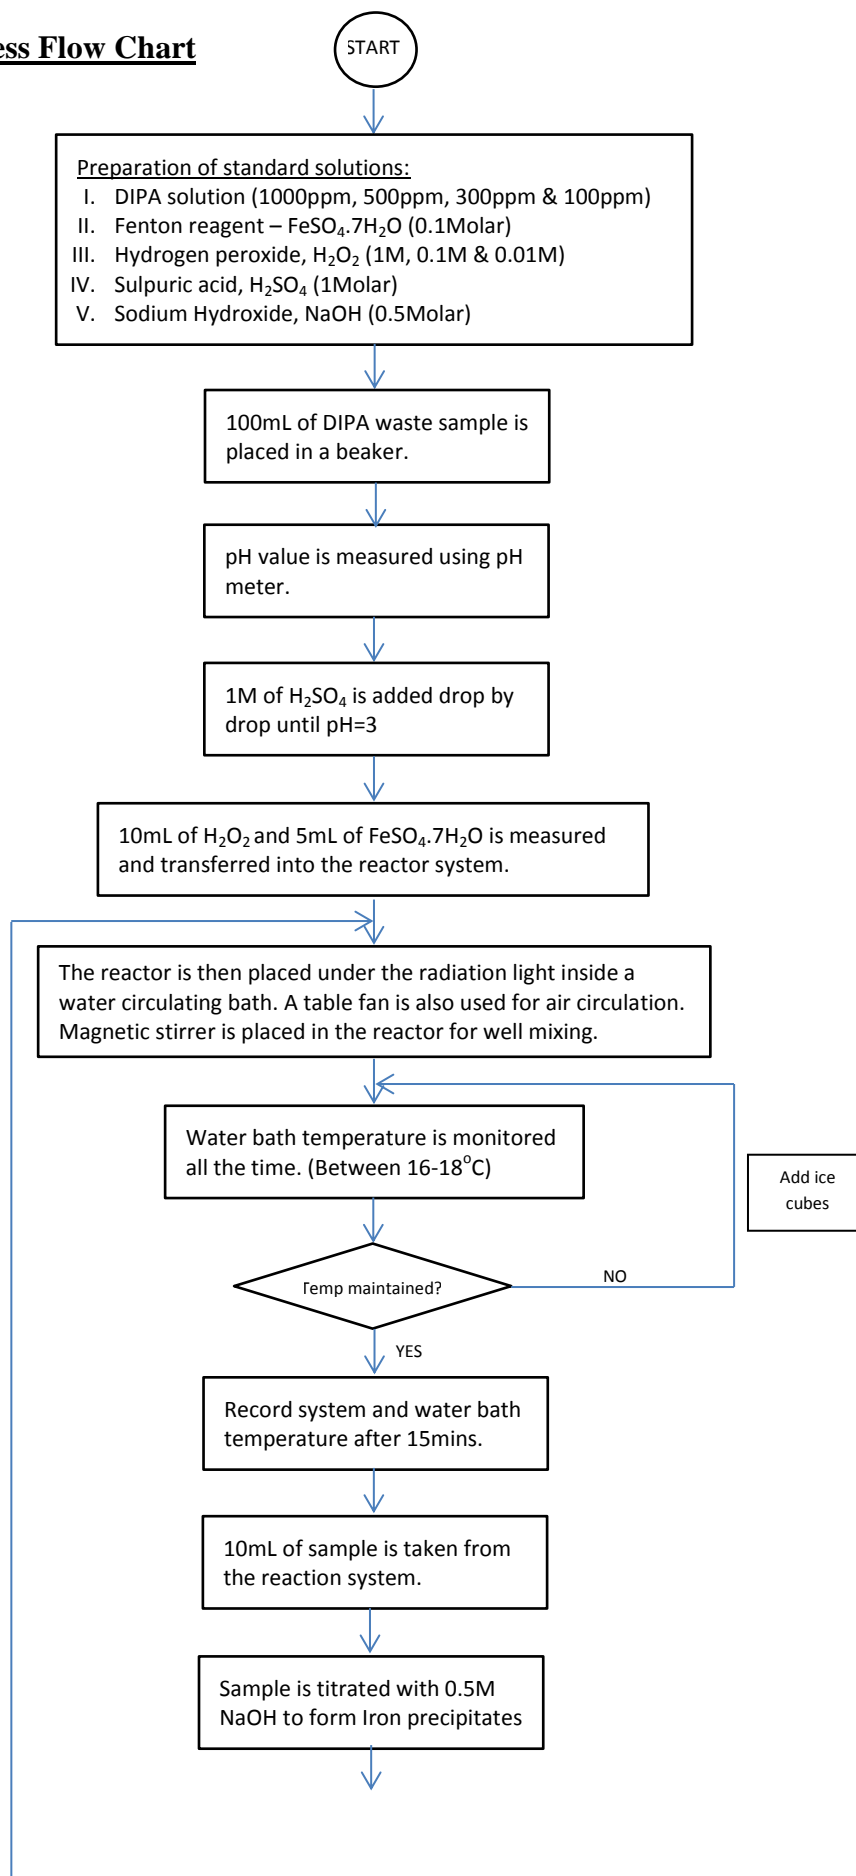 ess Flow Chart
START
Preparation of standard solutions:
I. DIPA solution (1000ppm, 500ppm, 300ppm & 100ppm)
II. Fenton reagent – FeSO₄.7H₂O (0.1Molar)
III. Hydrogen peroxide, H₂O₂ (1M, 0.1M & 0.01M)
IV. Sulpuric acid, H₂SO₄ (1Molar)
V. Sodium Hydroxide, NaOH (0.5Molar)
100mL of DIPA waste sample is
placed in a beaker.
pH value is measured using pH
meter.
1M of H₂SO₄ is added drop by
drop until pH=3
10mL of H₂O₂ and 5mL of FeSO₄.7H₂O is measured
and transferred into the reactor system.
The reactor is then placed under the radiation light inside a
water circulating bath. A table fan is also used for air circulation.
Magnetic stirrer is placed in the reactor for well mixing.
Water bath temperature is monitored
all the time. (Between 16-18°C)
Add ice
cubes
Temp maintained?
NO
YES
Record system and water bath
temperature after 15mins.
10mL of sample is taken from
the reaction system.
Sample is titrated with 0.5M
NaOH to form Iron precipitates